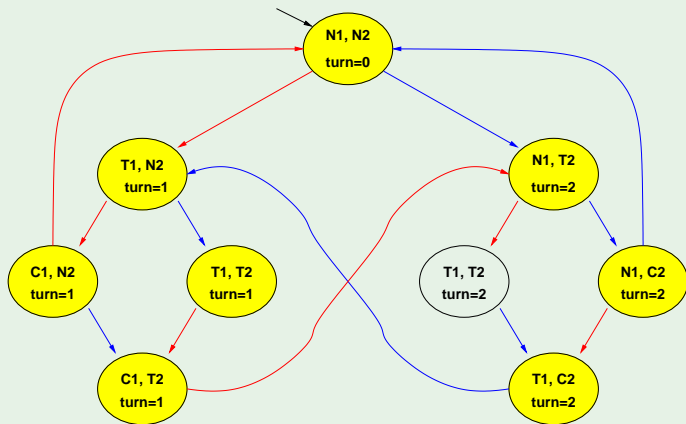 N1, N2
turn=0
T1, N2
turn=1
N1, T2
turn=2
C1, N2
turn=1
T1, T2
turn=1
T1, T2
turn=2
N1, C2
turn=2
C1, T2
turn=1
T1, C2
turn=2